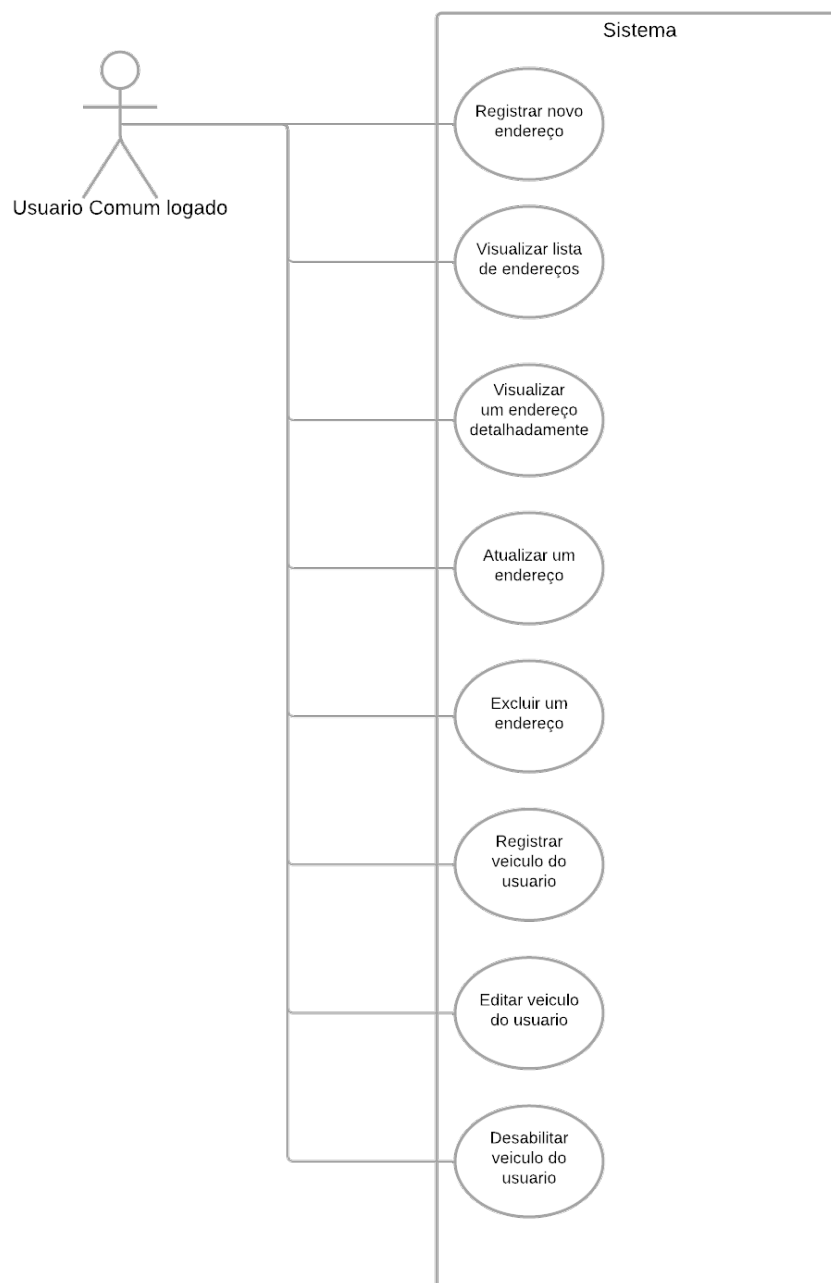 Sistema
Registrar novo
endereço
Usuario Comum logado
Visualizar lista
de endereços
Visualizar
um endereço
detalhadamente
Atualizar um
endereço
Excluir um
endereço
Registrar
veiculo do
usuario
Editar veiculo
do usuario
Desabilitar
veiculo do
usuario